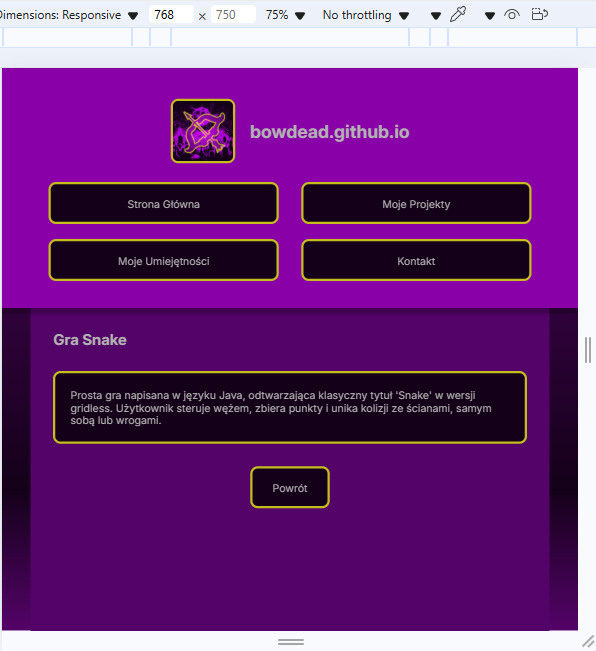 Dimensions: Responsive 768 × 750 75% No throttling
bowdead.github.io
Strona Główna Moje Projekty
Moje Umiejętności Kontakt
Gra Snake
Prosta gra napisana w języku Java, odtwarzająca klasyczny tytuł 'Snake' w wersji
gridless. Użytkownik steruje wężem, zbiera punkty i unika kolizji ze ścianami, samym
sobą lub wrogami.
Powrót